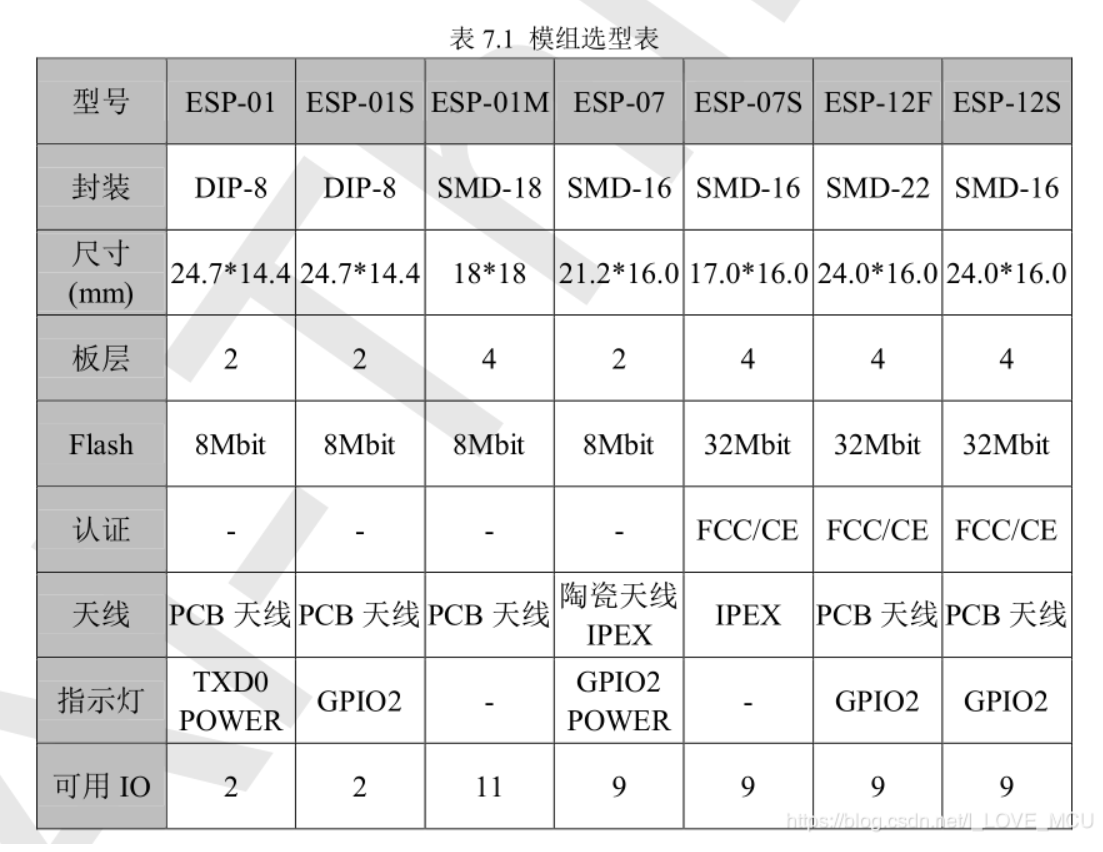 表 7.1 模组选型表
型号 ESP-01 ESP-01S ESP-01M ESP-07 ESP-07S ESP-12F ESP-12S
封装 DIP-8 DIP-8 SMD-18 SMD-16 SMD-16 SMD-22 SMD-16
尺寸
(mm)
24.7*14.4 24.7*14.4 18*18 21.2*16.0 17.0*16.0 24.0*16.0 24.0*16.0
板层 2 2 4 2 4 4 4
Flash 8Mbit 8Mbit 8Mbit 8Mbit 32Mbit 32Mbit 32Mbit
认证 - - - - FCC/CE FCC/CE FCC/CE
天线 PCB 天线 PCB 天线 PCB 天线 陶瓷天线 IPEX PCB 天线 PCB 天线
IPEX
指示灯 TXD0 GPIO2 - GPIO2 - GPIO2 GPIO2
POWER POWER
可用 IO 2 2 11 9 9 9 9
https://blog.csdn.net/I_LOVE_MCU